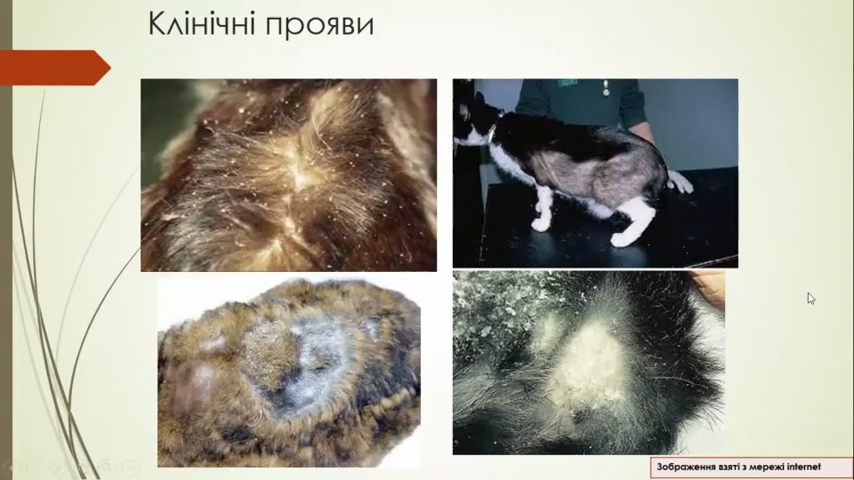 Клінічні прояви
Зображення взяті з мережі internet